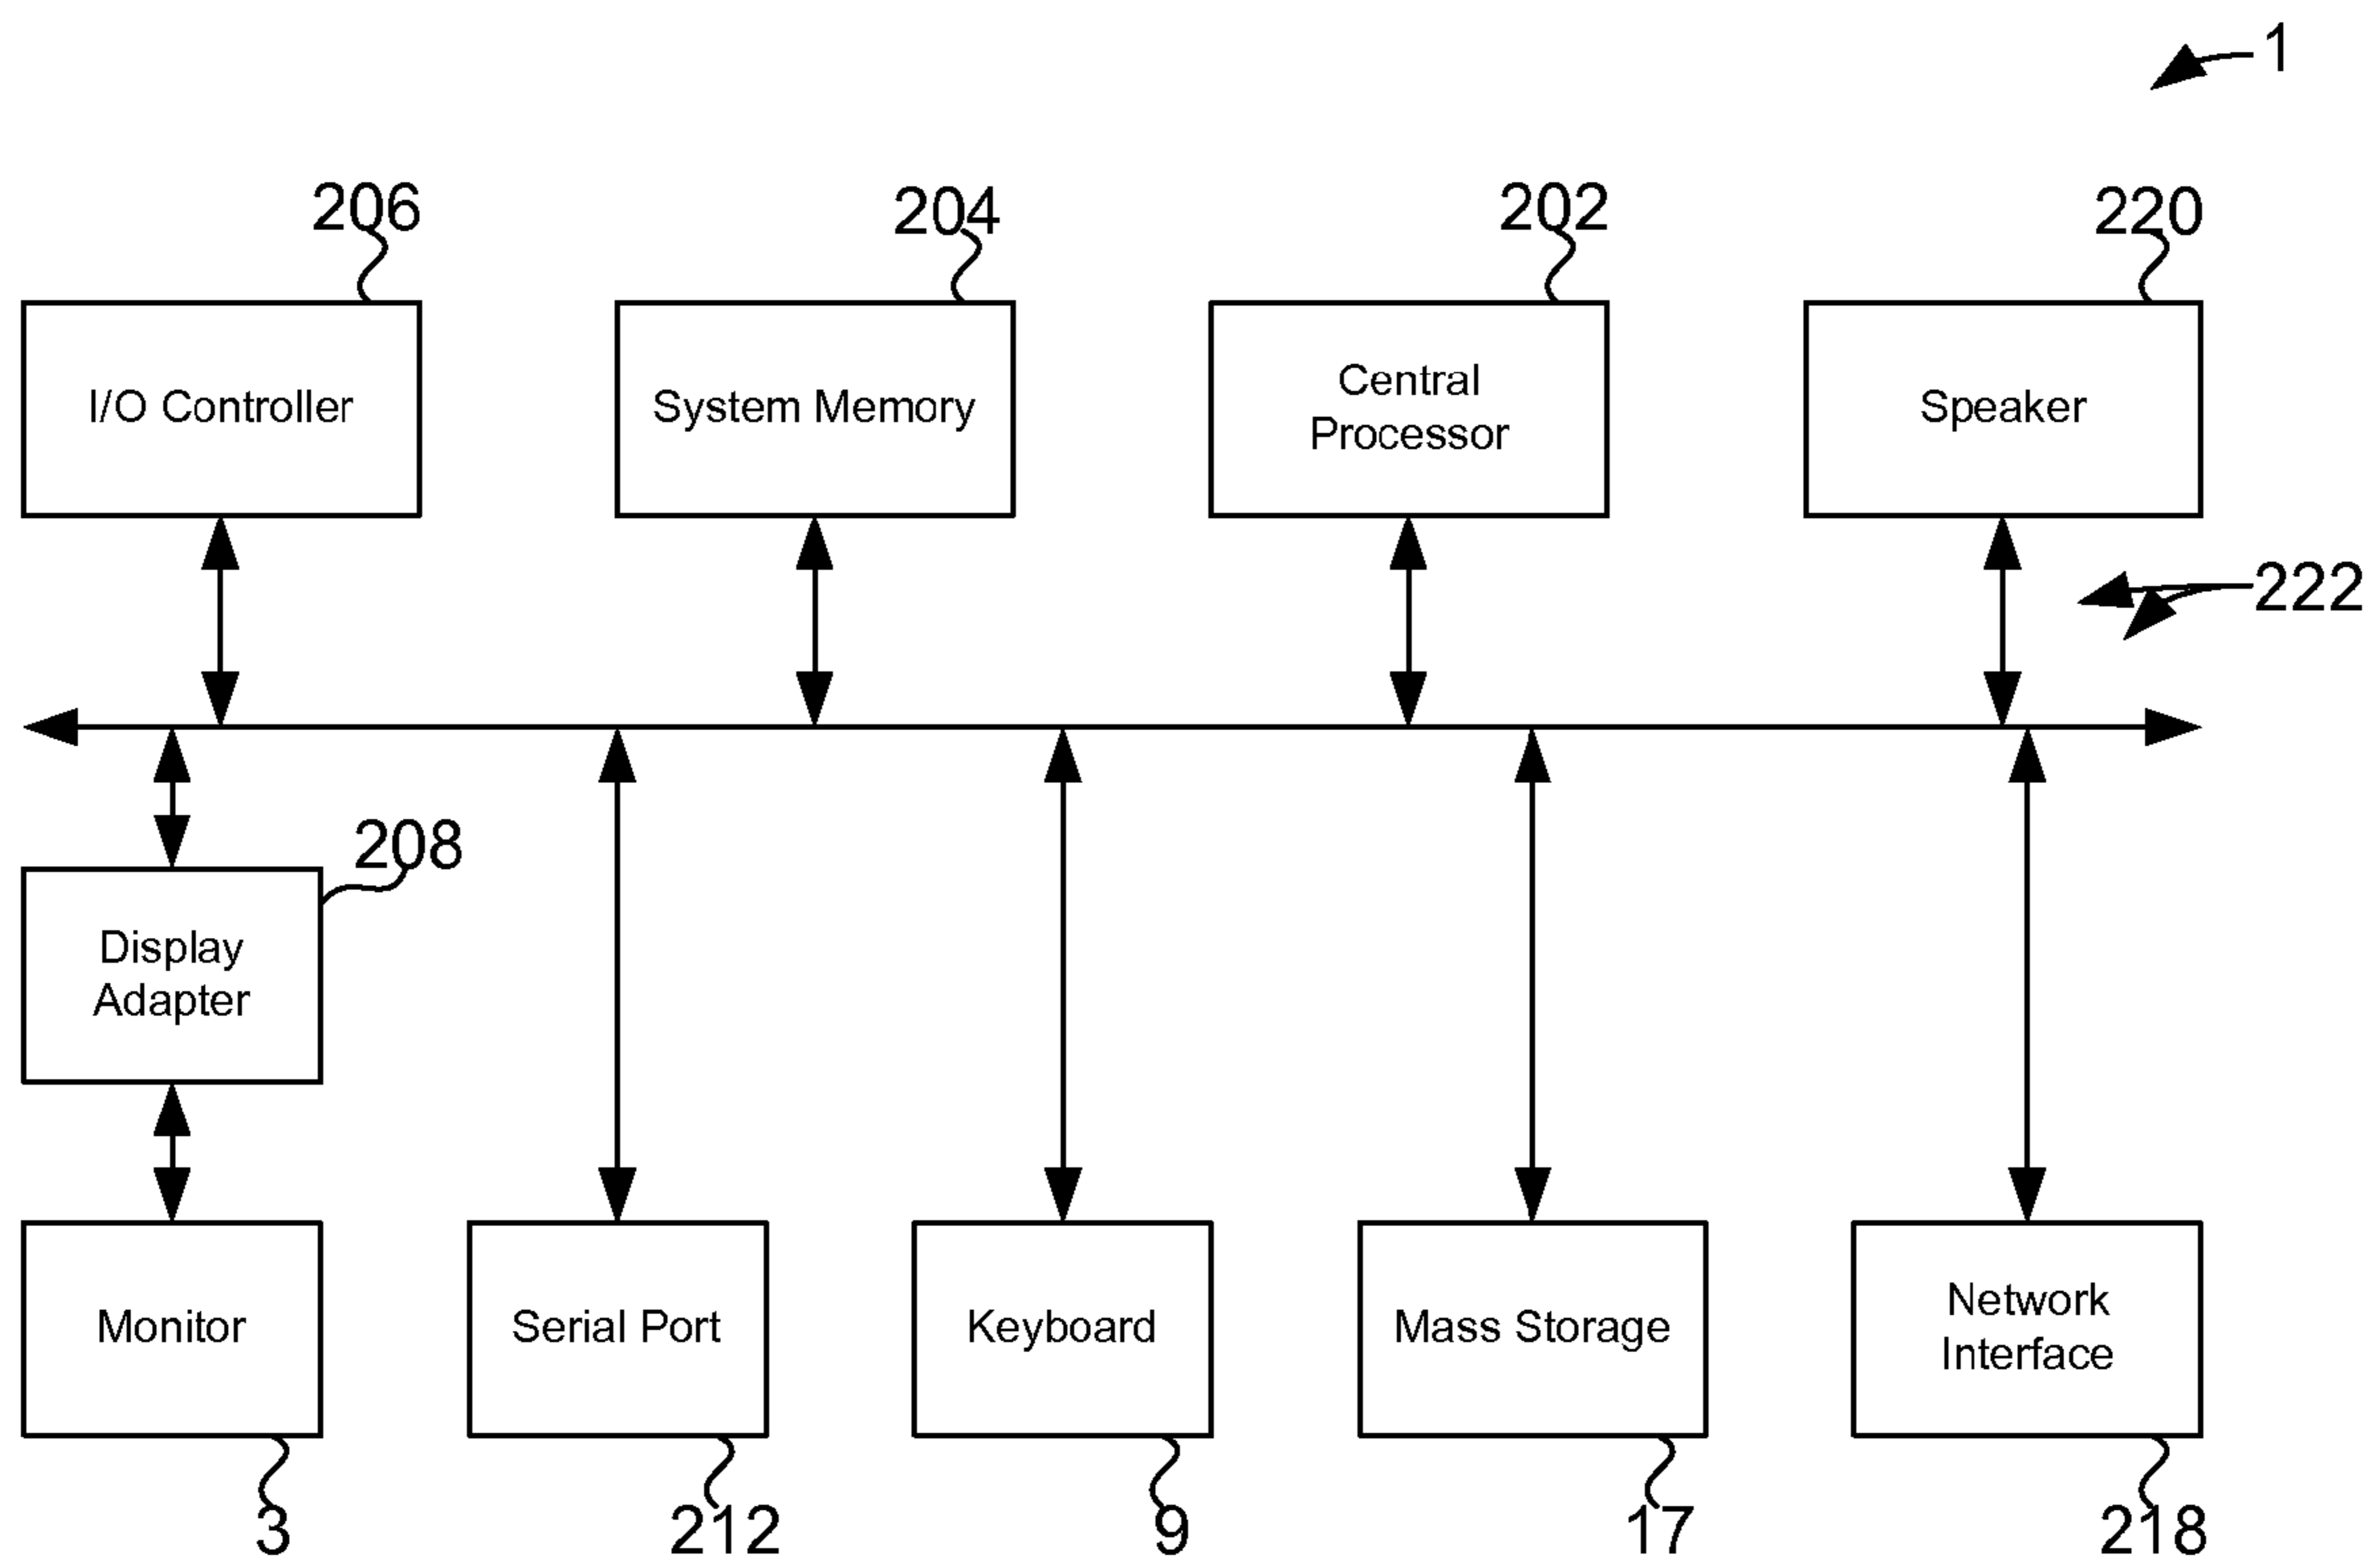 1
206
204
202
220
I/O Controller
System Memory
Central
Processor
Speaker
222
208
Display
Adapter
Monitor
Serial Port
Keyboard
Mass Storage
Network
Interface
3
212
9
17
218